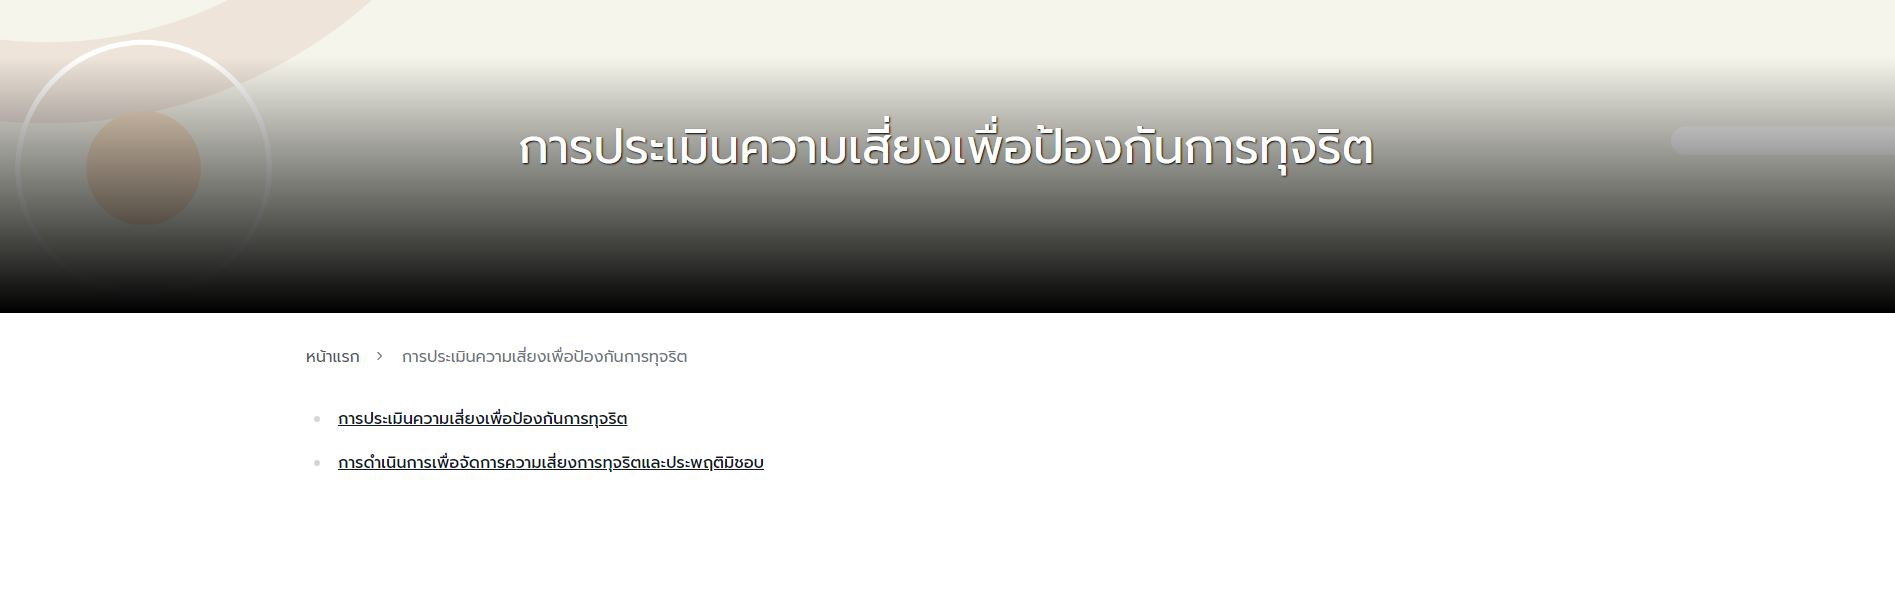 การประเมินความเสี่ยงเพื่อป้องกันการทุจริต
หน้าแรก > การประเมินความเสี่ยงเพื่อป้องกันการทุจริต
การประเมินความเสี่ยงเพื่อป้องกันการทุจริต
การดำเนินการเพื่อจัดการความเสี่ยงการทุจริตและประพฤติมิชอบ